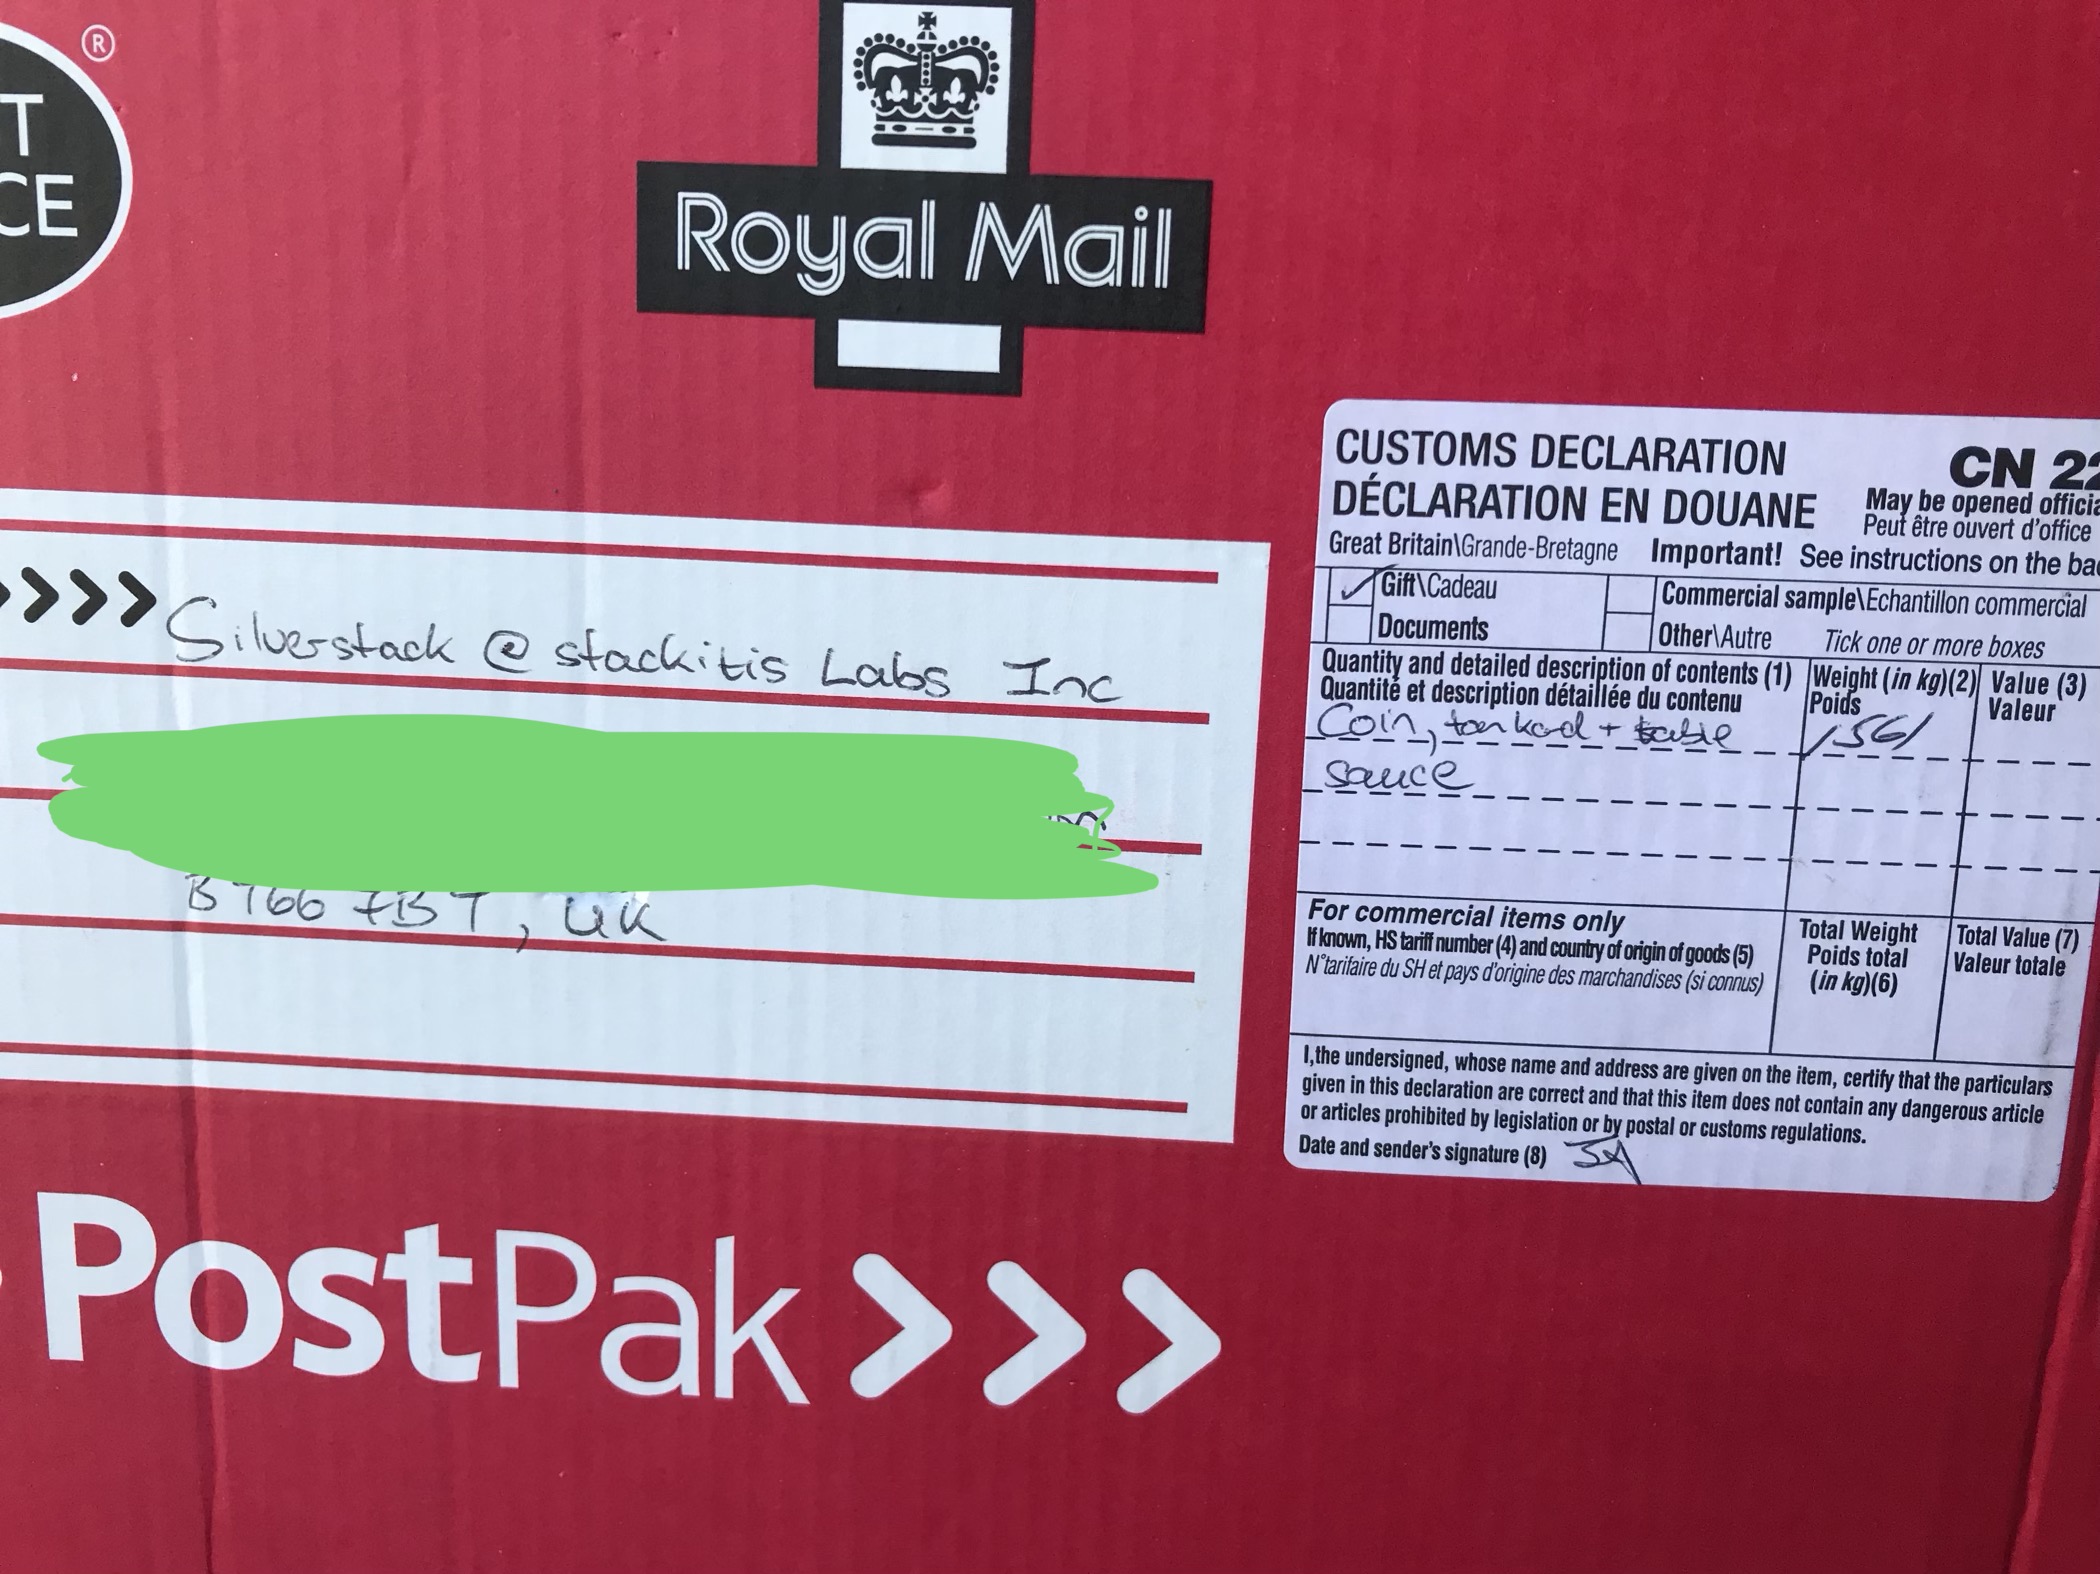 ®
T
CE
Royal Mail
Silverstack @ stackitis Labs Inc
UK
PostPak
CUSTOMS DECLARATION
CN 22
DÉCLARATION EN DOUANE
May be opened officia
Peut être ouvert d'office
Great Britain\Grande-Bretagne Important! See instructions on the bac
Gift\Cadeau
Commercial sample\Echantillon commercial
Documents
Other\Autre Tick one or more boxes
Quantity and detailed description of contents (1)
Quantité et description détaillée du contenu
Weight (in kg)(2)
Poids
Value (3)
Valeur
Coin, tankard + table
sauce
For commercial items only
If known, HS tariff number (4) and country of origin of goods (5)
N°tarifaire du SH et pays d'origine des marchandises (si connus)
Total Weight
Poids total
(in kg)(6)
Total Value (7)
Valeur totale
I,the undersigned, whose name and address are given on the item, certify that the particulars
given in this declaration are correct and that this item does not contain any dangerous article
or articles prohibited by legislation or by postal or customs regulations.
Date and sender's signature (8)